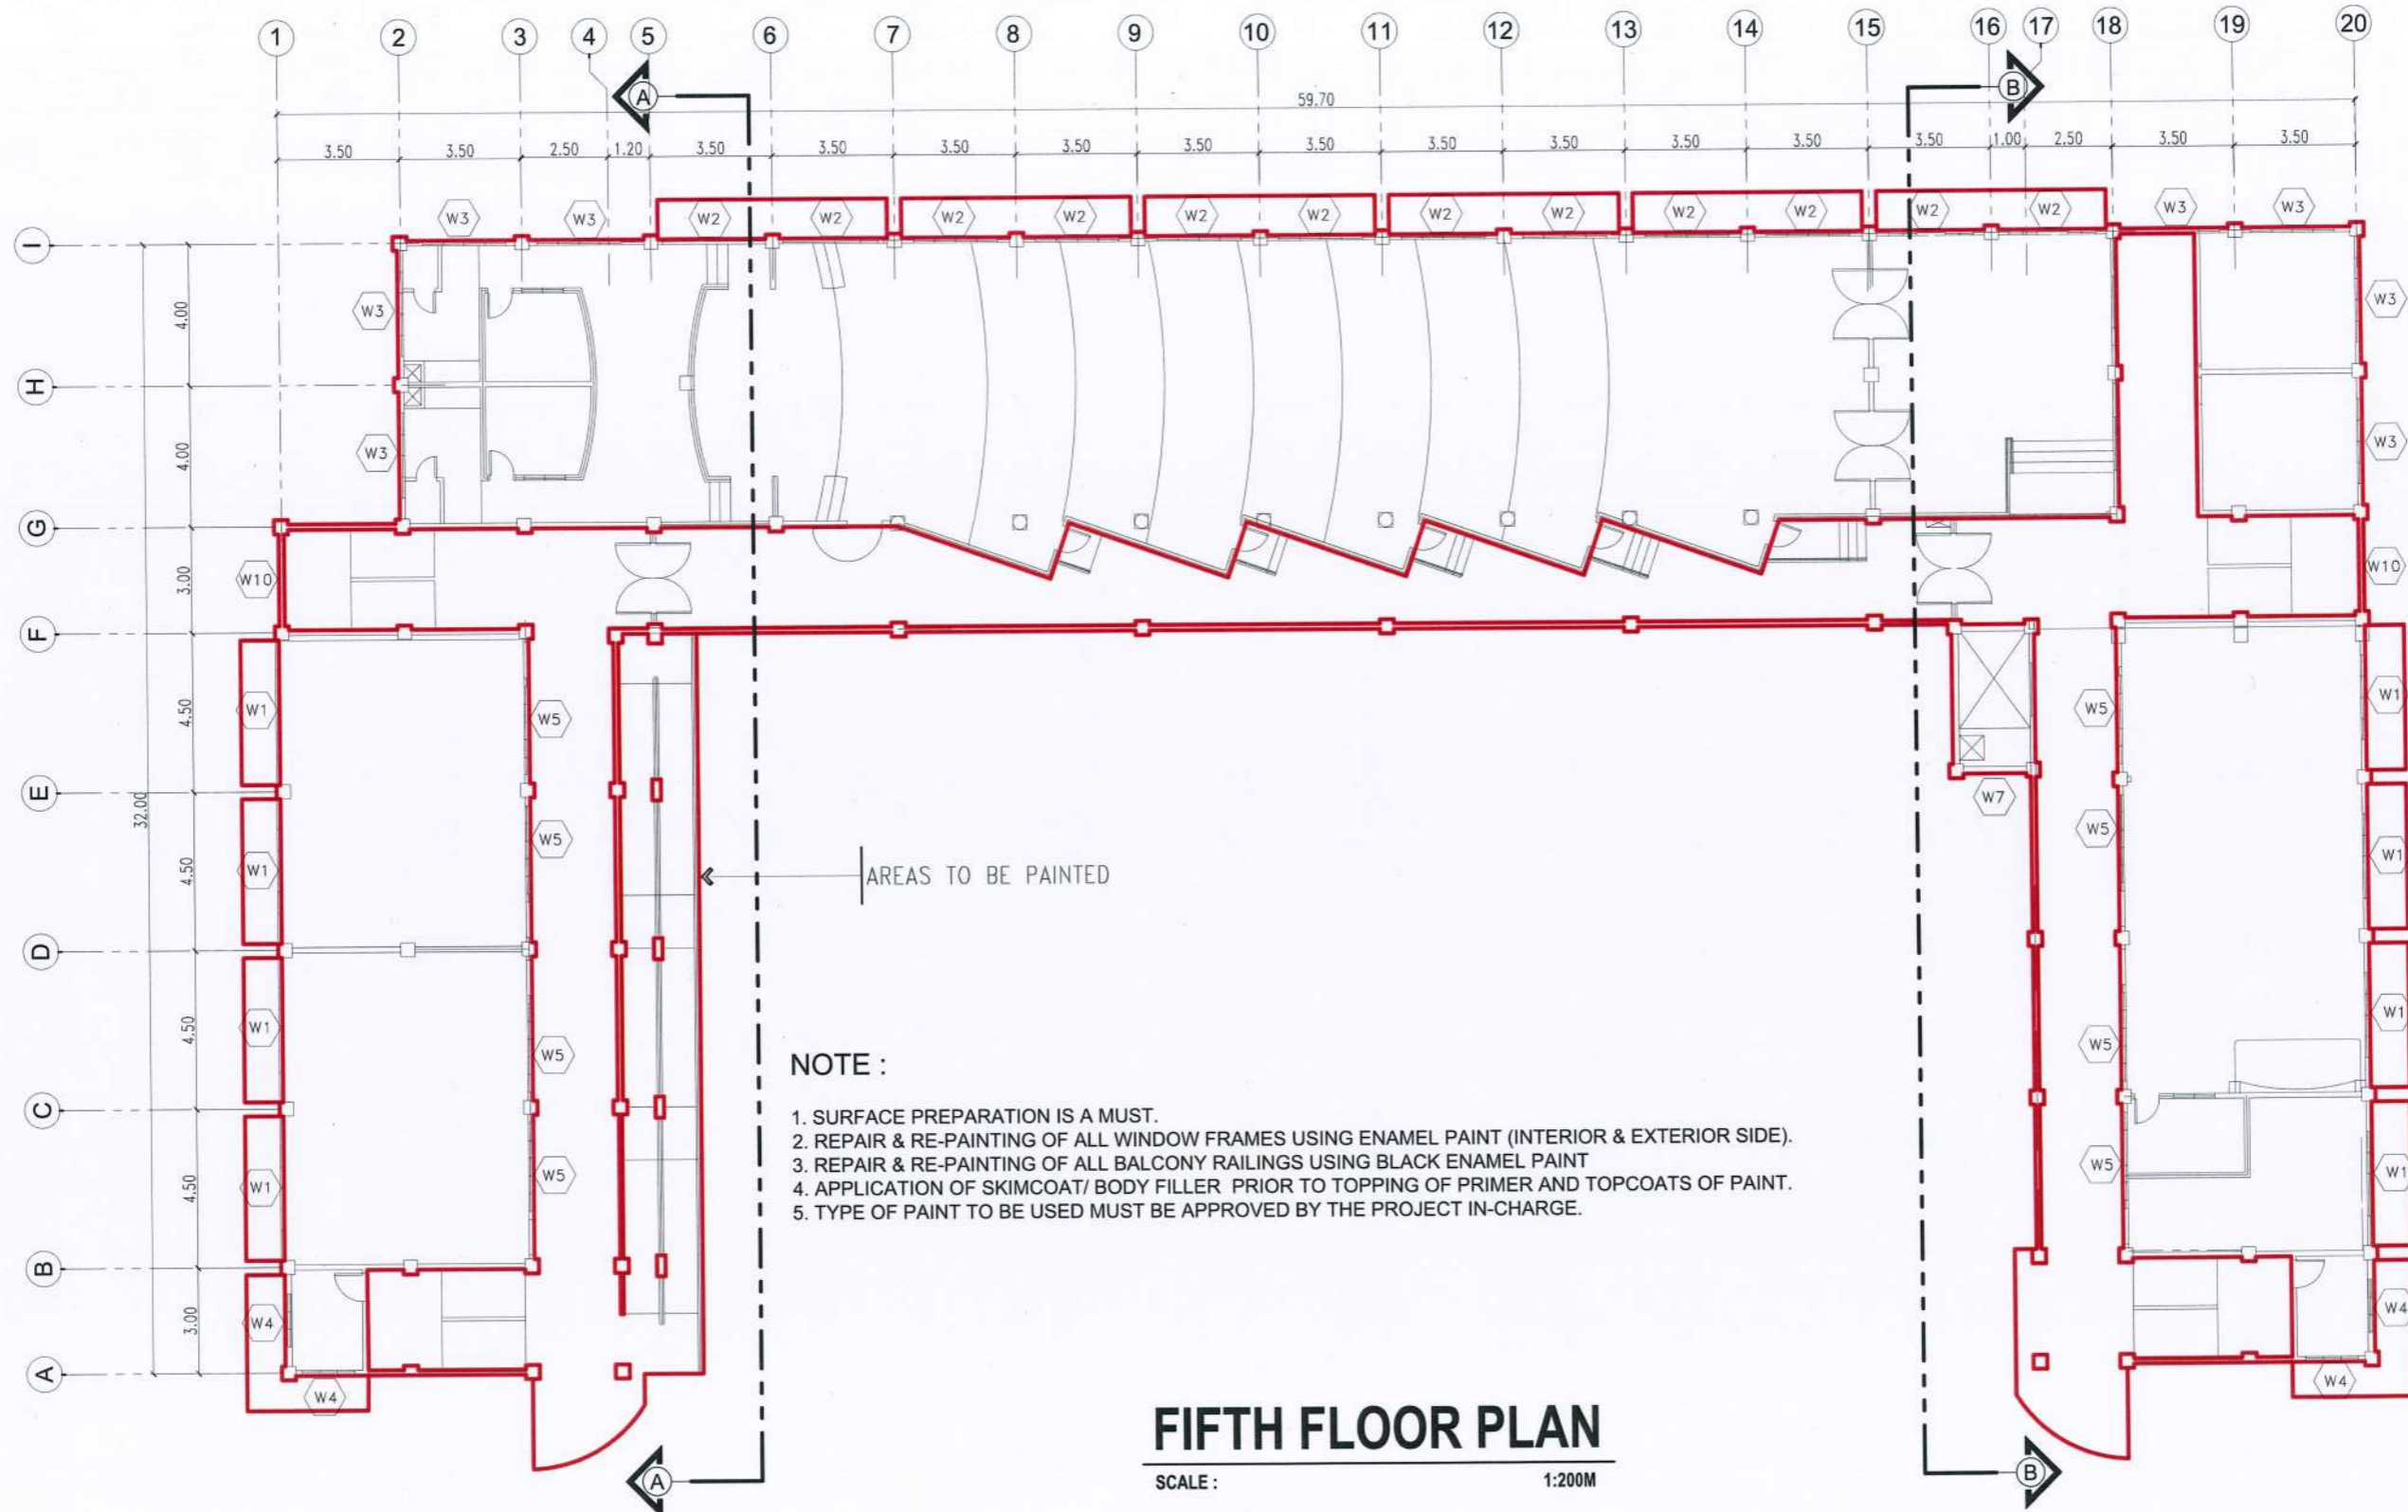 1 2 3 4 5 6 7 8 9 10 11 12 13 14 15 16 17 18 19 20
A B
59.70
3.50 3.50 2.50 1.20 3.50 3.50 3.50 3.50 3.50 3.50 3.50 3.50 3.50 3.50 3.50 1.00 2.50 3.50 3.50
W3 W3 W2 W2 W2 W2 W2 W2 W2 W2 W2 W2 W2 W2 W3 W3
I
4.00 W3 W3
H
4.00 W3 W3
G
3.00 W10 W10
F
4.50 W1 W5 W5 W1
E
32.00
W7
4.50 W1 W5 W5 W1
AREAS TO BE PAINTED
D
4.50 W1 W5 W5 W1
C
NOTE :
1. SURFACE PREPARATION IS A MUST.
2. REPAIR & RE-PAINTING OF ALL WINDOW FRAMES USING ENAMEL PAINT (INTERIOR & EXTERIOR SIDE).
3. REPAIR & RE-PAINTING OF ALL BALCONY RAILINGS USING BLACK ENAMEL PAINT
4. APPLICATION OF SKIMCOAT/ BODY FILLER PRIOR TO TOPPING OF PRIMER AND TOPCOATS OF PAINT.
5. TYPE OF PAINT TO BE USED MUST BE APPROVED BY THE PROJECT IN-CHARGE.
4.50 W1 W5 W5 W1
B
3.00 W4 W4
A
W4 W4
FIFTH FLOOR PLAN
SCALE : 1:200M
A B